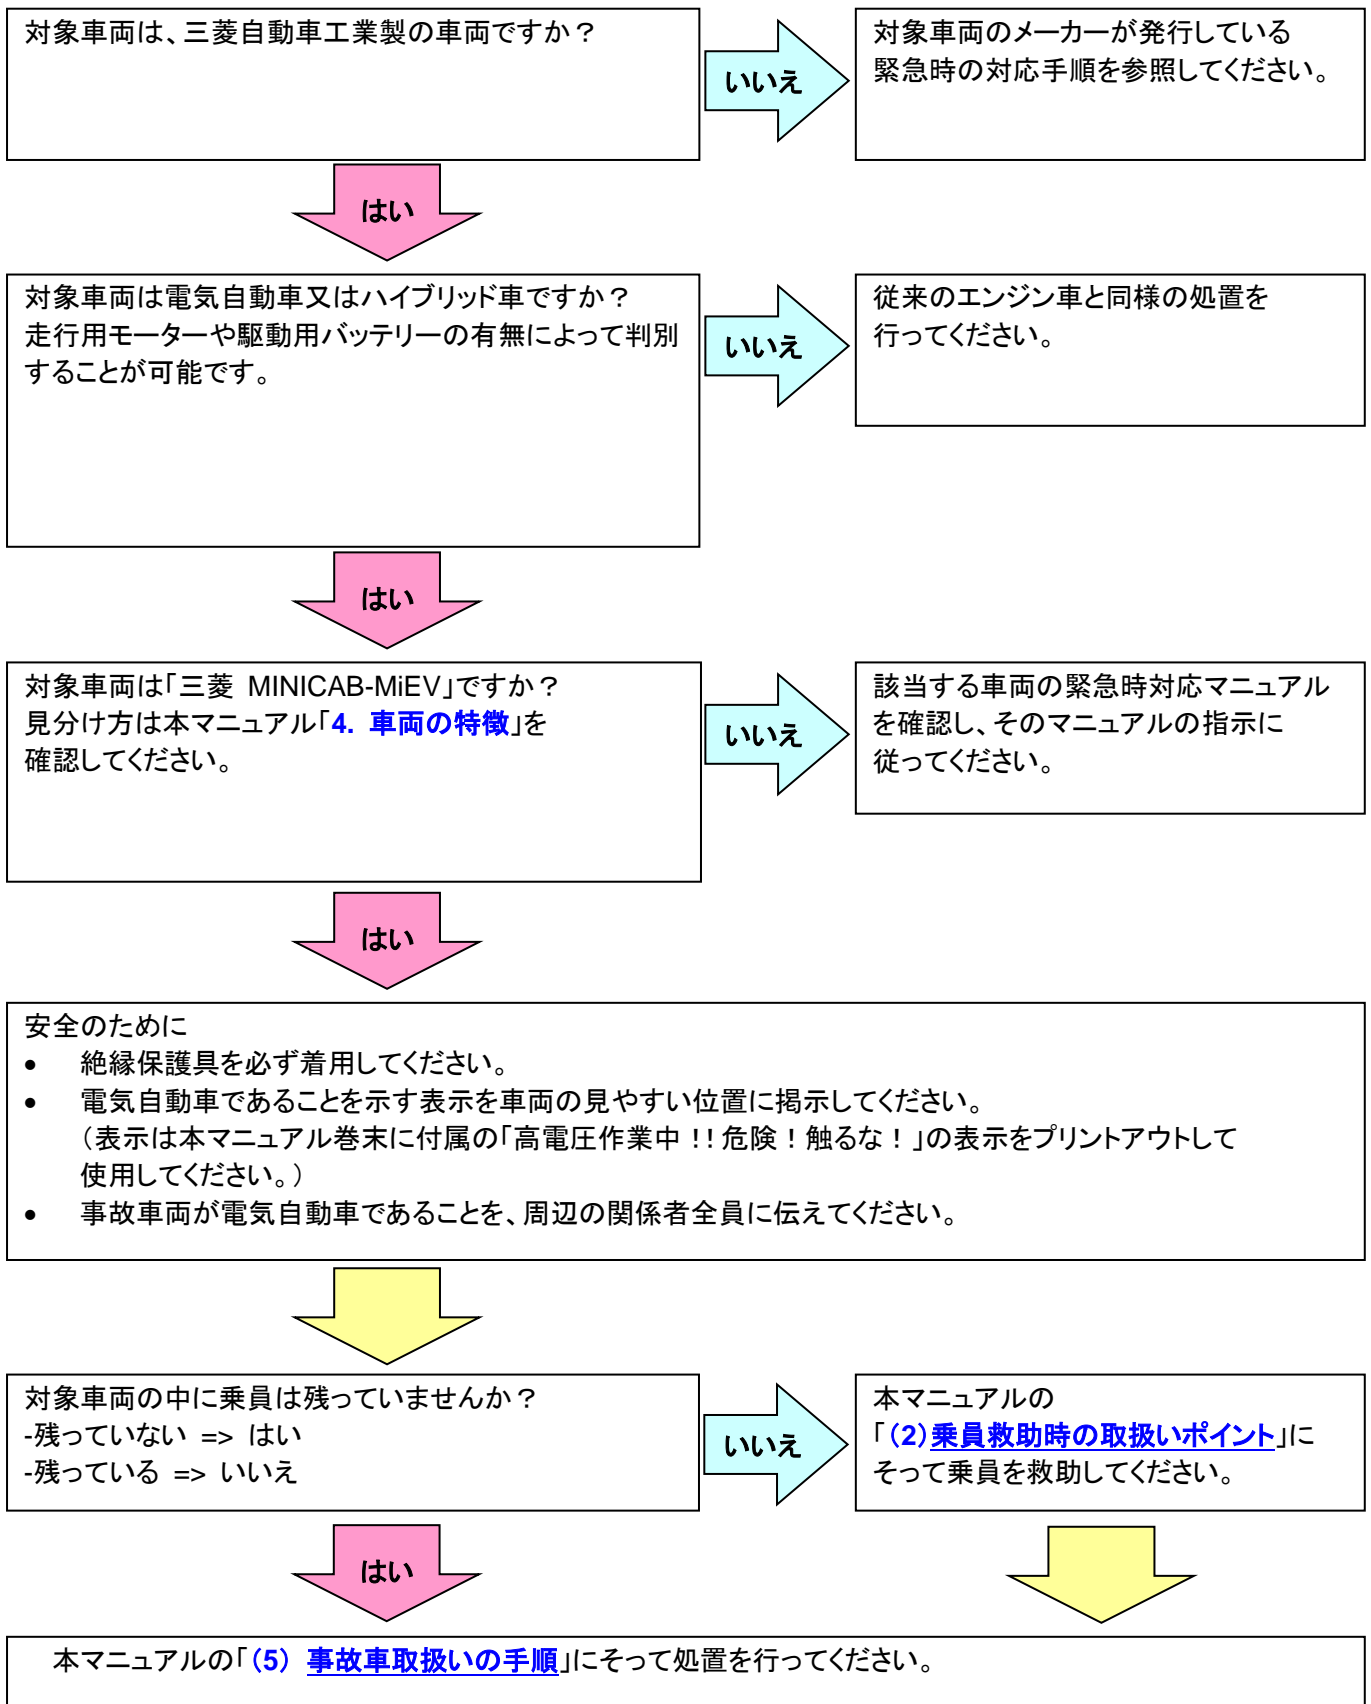 対象車両は、三菱自動車工業製の車両ですか？
いいえ
対象車両のメーカーが発行している
緊急時の対応手順を参照してください。
はい
対象車両は電気自動車又はハイブリッド車ですか？
走行用モーターや駆動用バッテリーの有無によって判別
することが可能です。
いいえ
従来のエンジン車と同様の処置を
行ってください。
はい
対象車両は「三菱 MINICAB-MiEV」ですか？
見分け方は本マニュアル「4. 車両の特徴」を
確認してください。
いいえ
該当する車両の緊急時対応マニュアル
を確認し、そのマニュアルの指示に
従ってください。
はい
安全のために
• 絶縁保護具を必ず着用してください。
• 電気自動車であることを示す表示を車両の見やすい位置に掲示してください。
（表示は本マニュアル巻末に付属の「高電圧作業中！！危険！触るな！」の表示をプリントアウトして
使用してください。）
• 事故車両が電気自動車であることを、周辺の関係者全員に伝えてください。
対象車両の中に乗員は残っていませんか？
-残っていない => はい
-残っている => いいえ
いいえ
本マニュアルの
「（2）乗員救助時の取扱いポイント」に
そって乗員を救助してください。
はい
本マニュアルの「（5） 事故車取扱いの手順」にそって処置を行ってください。